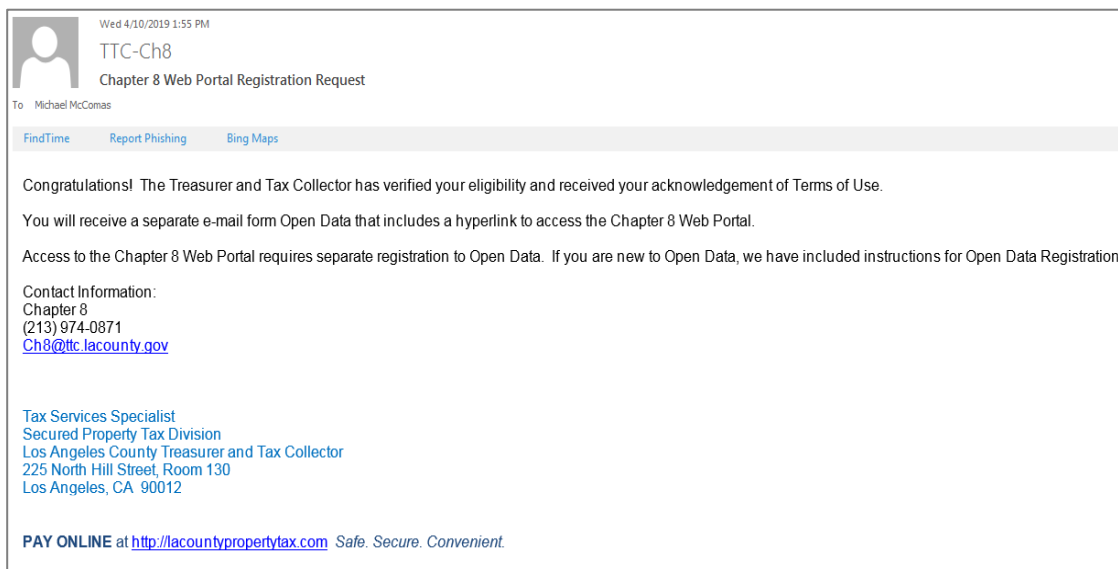 Wed 4/10/2019 1:55 PM
TTC-Ch8
Chapter 8 Web Portal Registration Request
To Michael McComas
FindTime Report Phishing Bing Maps
Congratulations! The Treasurer and Tax Collector has verified your eligibility and received your acknowledgement of Terms of Use.
You will receive a separate e-mail form Open Data that includes a hyperlink to access the Chapter 8 Web Portal.
Access to the Chapter 8 Web Portal requires separate registration to Open Data. If you are new to Open Data, we have included instructions for Open Data Registration
Contact Information:
Chapter 8
(213) 974-0871
Ch8@ttc.lacounty.gov
Tax Services Specialist
Secured Property Tax Division
Los Angeles County Treasurer and Tax Collector
225 North Hill Street, Room 130
Los Angeles, CA 90012
PAY ONLINE at http://lacountypropertytax.com Safe. Secure. Convenient.